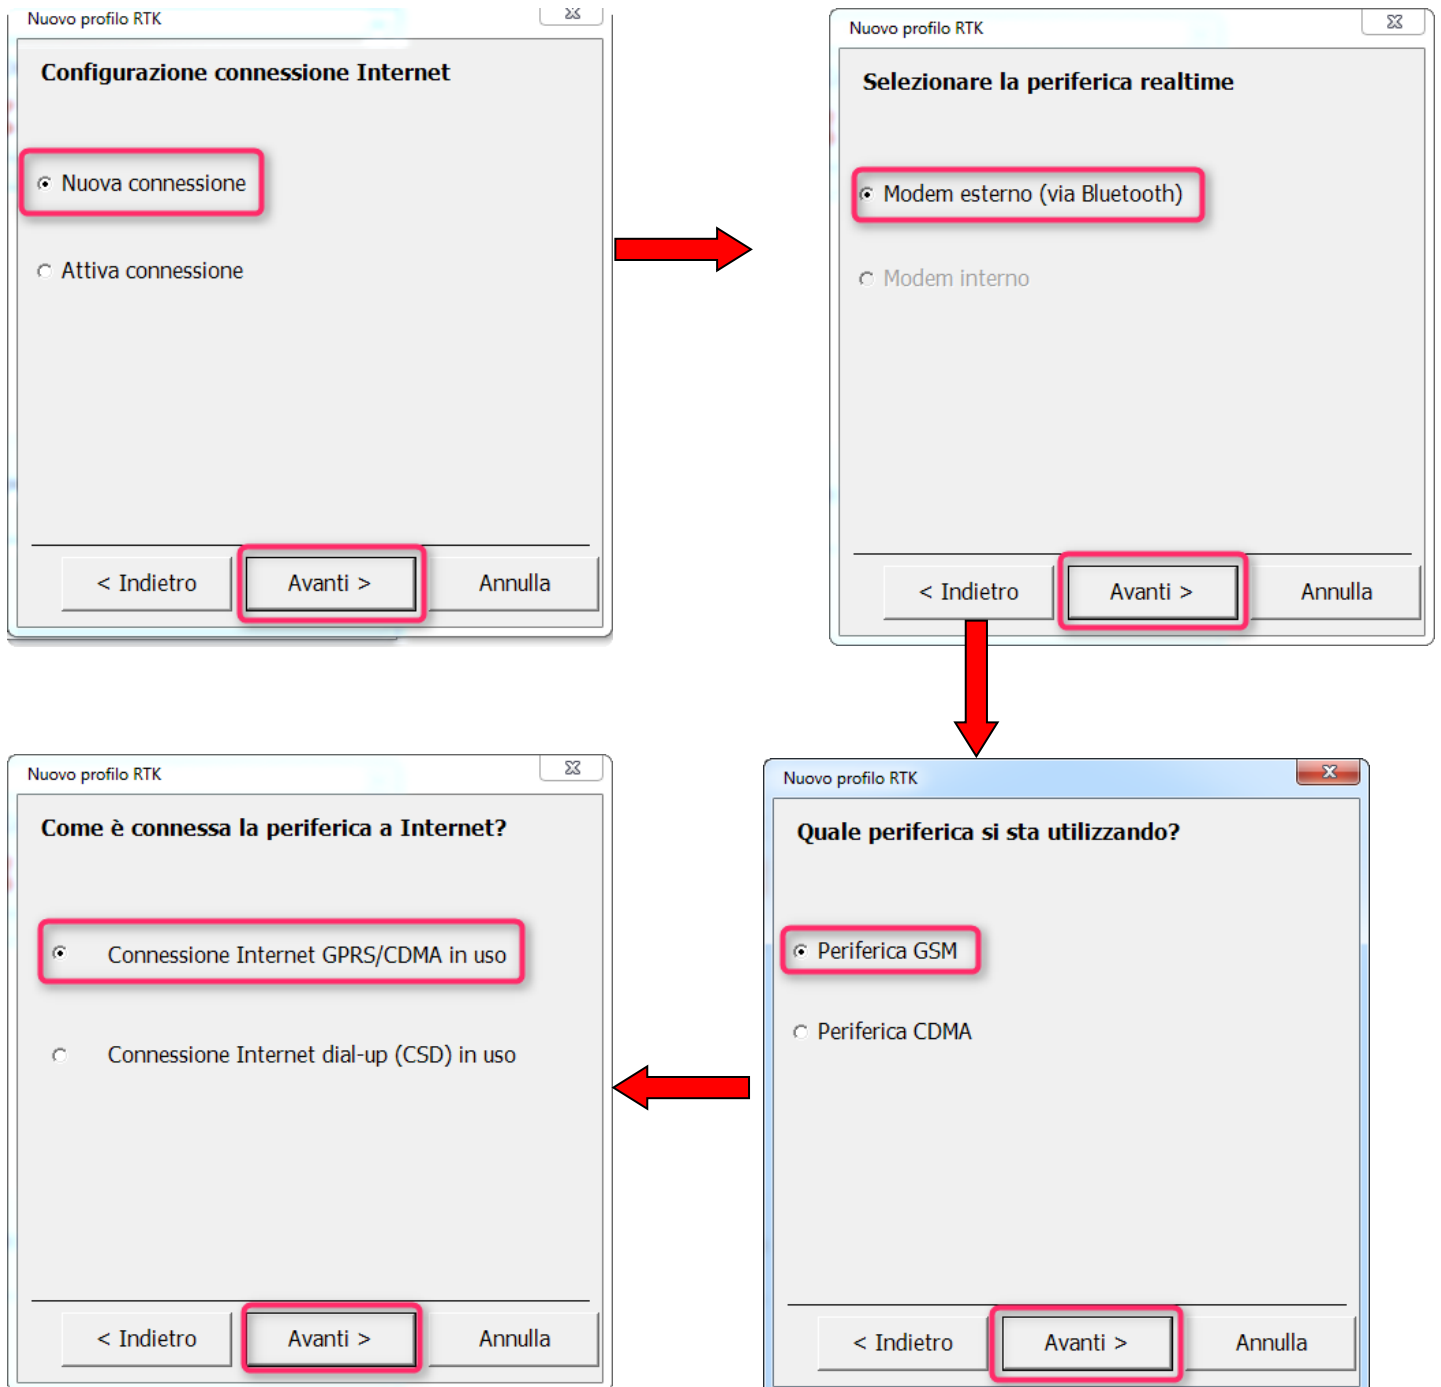 Nuovo profilo RTK
Configurazione connessione Internet
Nuova connessione
Attiva connessione
< Indietro
Avanti >
Annulla
Nuovo profilo RTK
Selezionare la periferica realtime
Modem esterno (via Bluetooth)
Modem interno
< Indietro
Avanti >
Annulla
Nuovo profilo RTK
Quale periferica si sta utilizzando?
Periferica GSM
Periferica CDMA
< Indietro
Avanti >
Annulla
Nuovo profilo RTK
Come è connessa la periferica a Internet?
Connessione Internet GPRS/CDMA in uso
Connessione Internet dial-up (CSD) in uso
< Indietro
Avanti >
Annulla